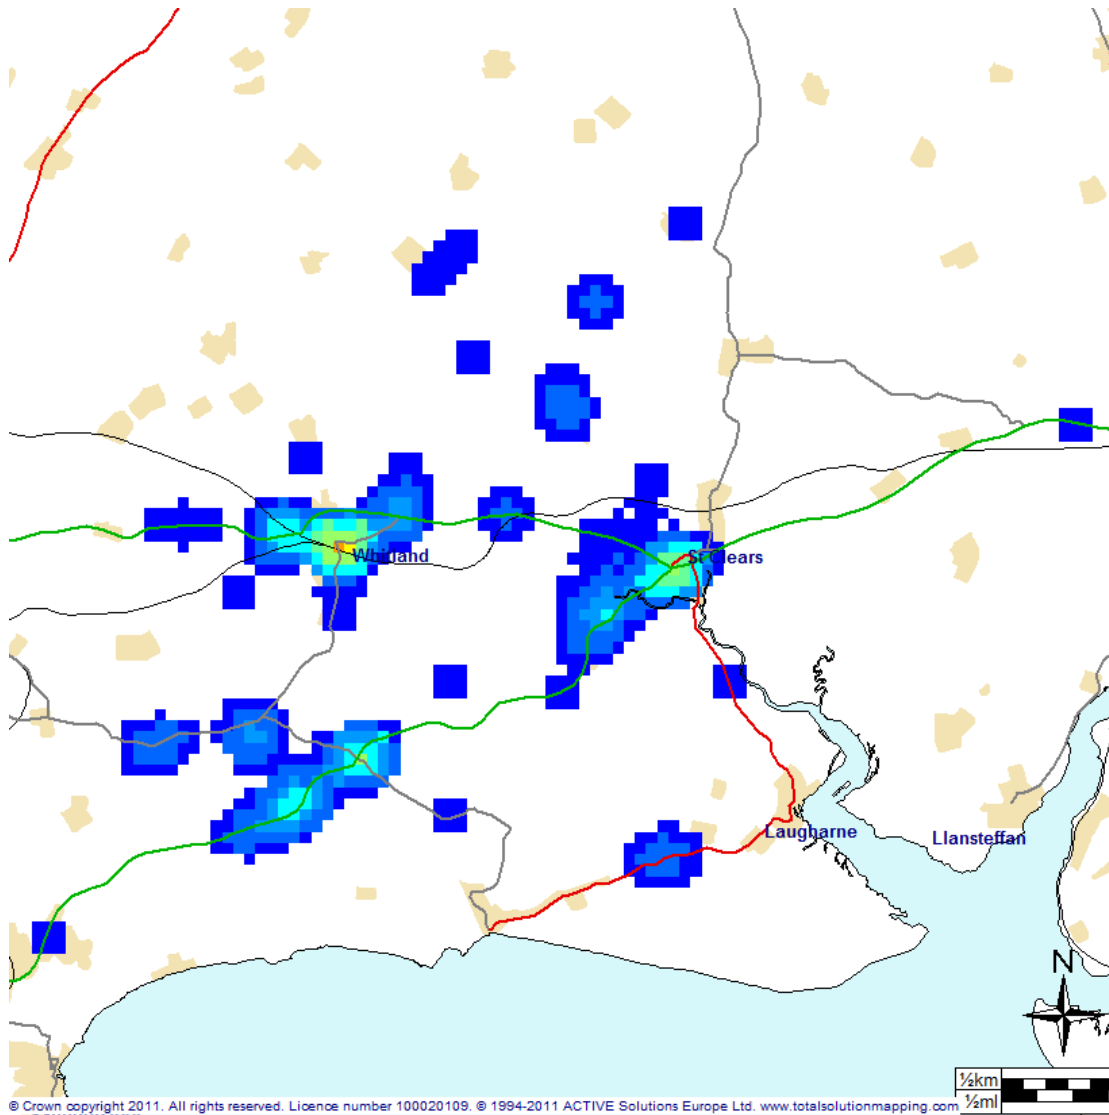 Whitland
St Clears
Laugharne
Llansteffan
N
½km
½ml
© Crown copyright 2011. All rights reserved. Licence number 100020109. © 1994-2011 ACTIVE Solutions Europe Ltd. www.totalsolutionmapping.com